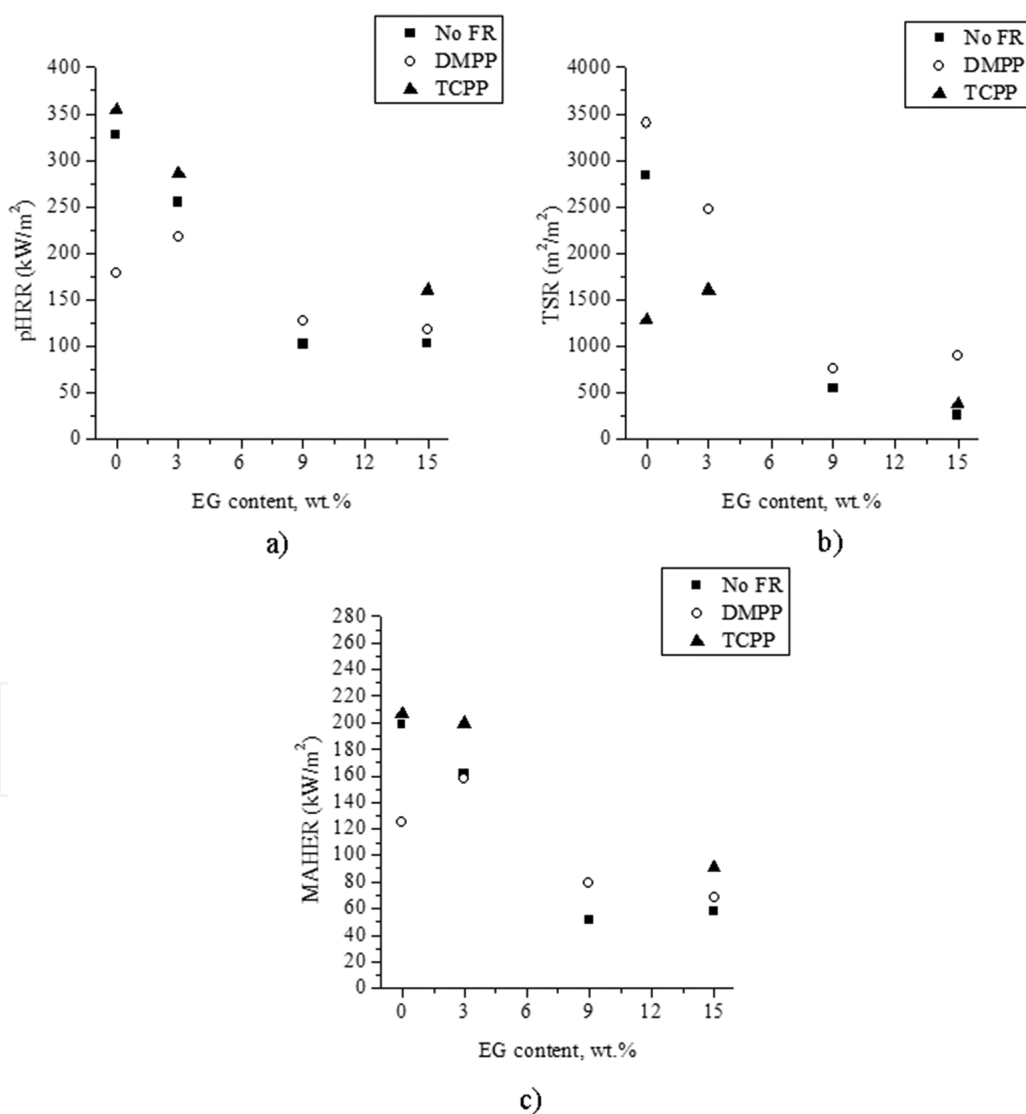 No FR
DMPP
TCPP
400
350
300
250
200
150
100
50
0
pHRR (kW/m²)
0 3 6 9 12 15
EG content, wt.%
a)
No FR
DMPP
TCPP
4000
3500
3000
2500
2000
1500
1000
500
0
TSR (m²/m²)
0 3 6 9 12 15
EG content, wt.%
b)
No FR
DMPP
TCPP
280
260
240
220
200
180
160
140
120
100
80
60
40
20
0
MAHER (kW/m²)
0 3 6 9 12 15
EG content, wt.%
c)